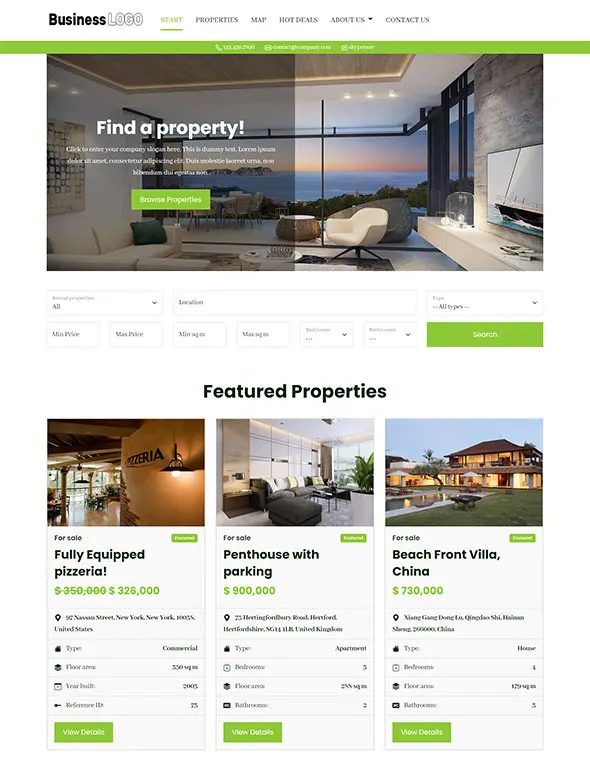 Business LOGO
START PROPERTIES MAP HOT DEALS ABOUT US CONTACT US
125.456.7890 contact@company.com skypeuser
Find a property!
Click to enter your company slogan here. This is dummy text. Lorem ipsum
dolor sit amet, consectetur adipiscing elit. Duis molestie laoreet urna, non
bibendum dui egestas non.
Browse Properties
Rental properties
All
Location
Type
-- All types --
Min Price Max Price Min sq m Max sq m
Bedrooms
---
Bathrooms
---
Search
Featured Properties
PIZZERIA
For sale Featured
Fully Equipped
pizzeria!
$ 350,000 $ 326,000
97 Nassau Street, New York, New York, 10038,
United States
Type: Commercial
Floor area: 350 sq m
Year built: 2003
Reference ID: 73
View Details
For sale Featured
Penthouse with
parking
$ 900,000
75 Hertingfordbury Road, Hertford,
Hertfordshire, SG14 1LB, United Kingdom
Type: Apartment
Bedrooms: 3
Floor area: 288 sq m
Bathrooms: 2
View Details
For sale Featured
Beach Front Villa,
China
$ 730,000
Xiang Gang Dong Lu, Qingdao Shi, Hainan
Sheng, 266000, China
Type: House
Bedrooms: 4
Floor area: 179 sq m
Bathrooms: 3
View Details